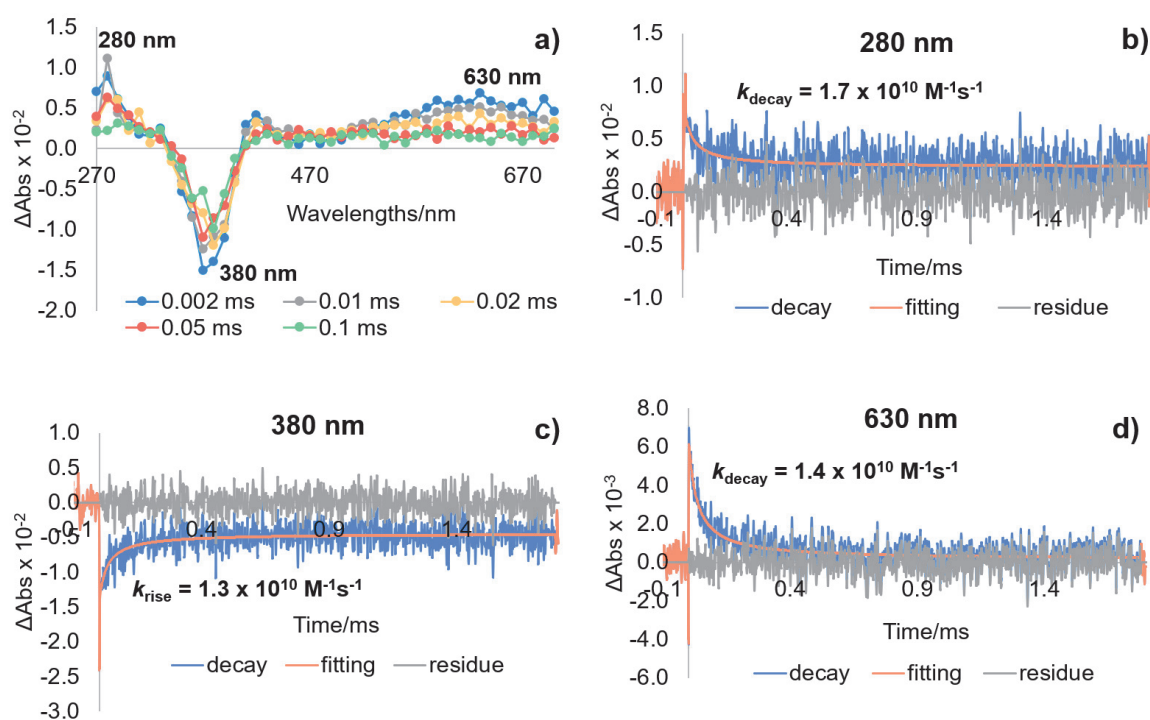 a)
ΔAbs x 10-2
1.5
1.0
0.5
0.0
-0.5
-1.0
-1.5
-2.0
280 nm
630 nm
270
470
670
Wavelengths/nm
380 nm
0.002 ms
0.01 ms
0.02 ms
0.05 ms
0.1 ms
b)
280 nm
kdecay = 1.7 x 1010 M-1s-1
ΔAbs x 10-2
1.5
1.0
0.5
0.0
-0.5
-1.0
-0.1
0.4
0.9
1.4
Time/ms
decay
fitting
residue
c)
380 nm
ΔAbs x 10-2
1.0
0.5
0.0
-0.5
-1.0
-1.5
-2.0
-2.5
-3.0
-0.1
0.4
0.9
1.4
krise = 1.3 x 1010 M-1s-1
Time/ms
decay
fitting
residue
d)
630 nm
kdecay = 1.4 x 1010 M-1s-1
ΔAbs x 10-3
8.0
6.0
4.0
2.0
0.0
-2.0
-4.0
-6.0
-0.1
0.4
0.9
1.4
Time/ms
decay
fitting
residue